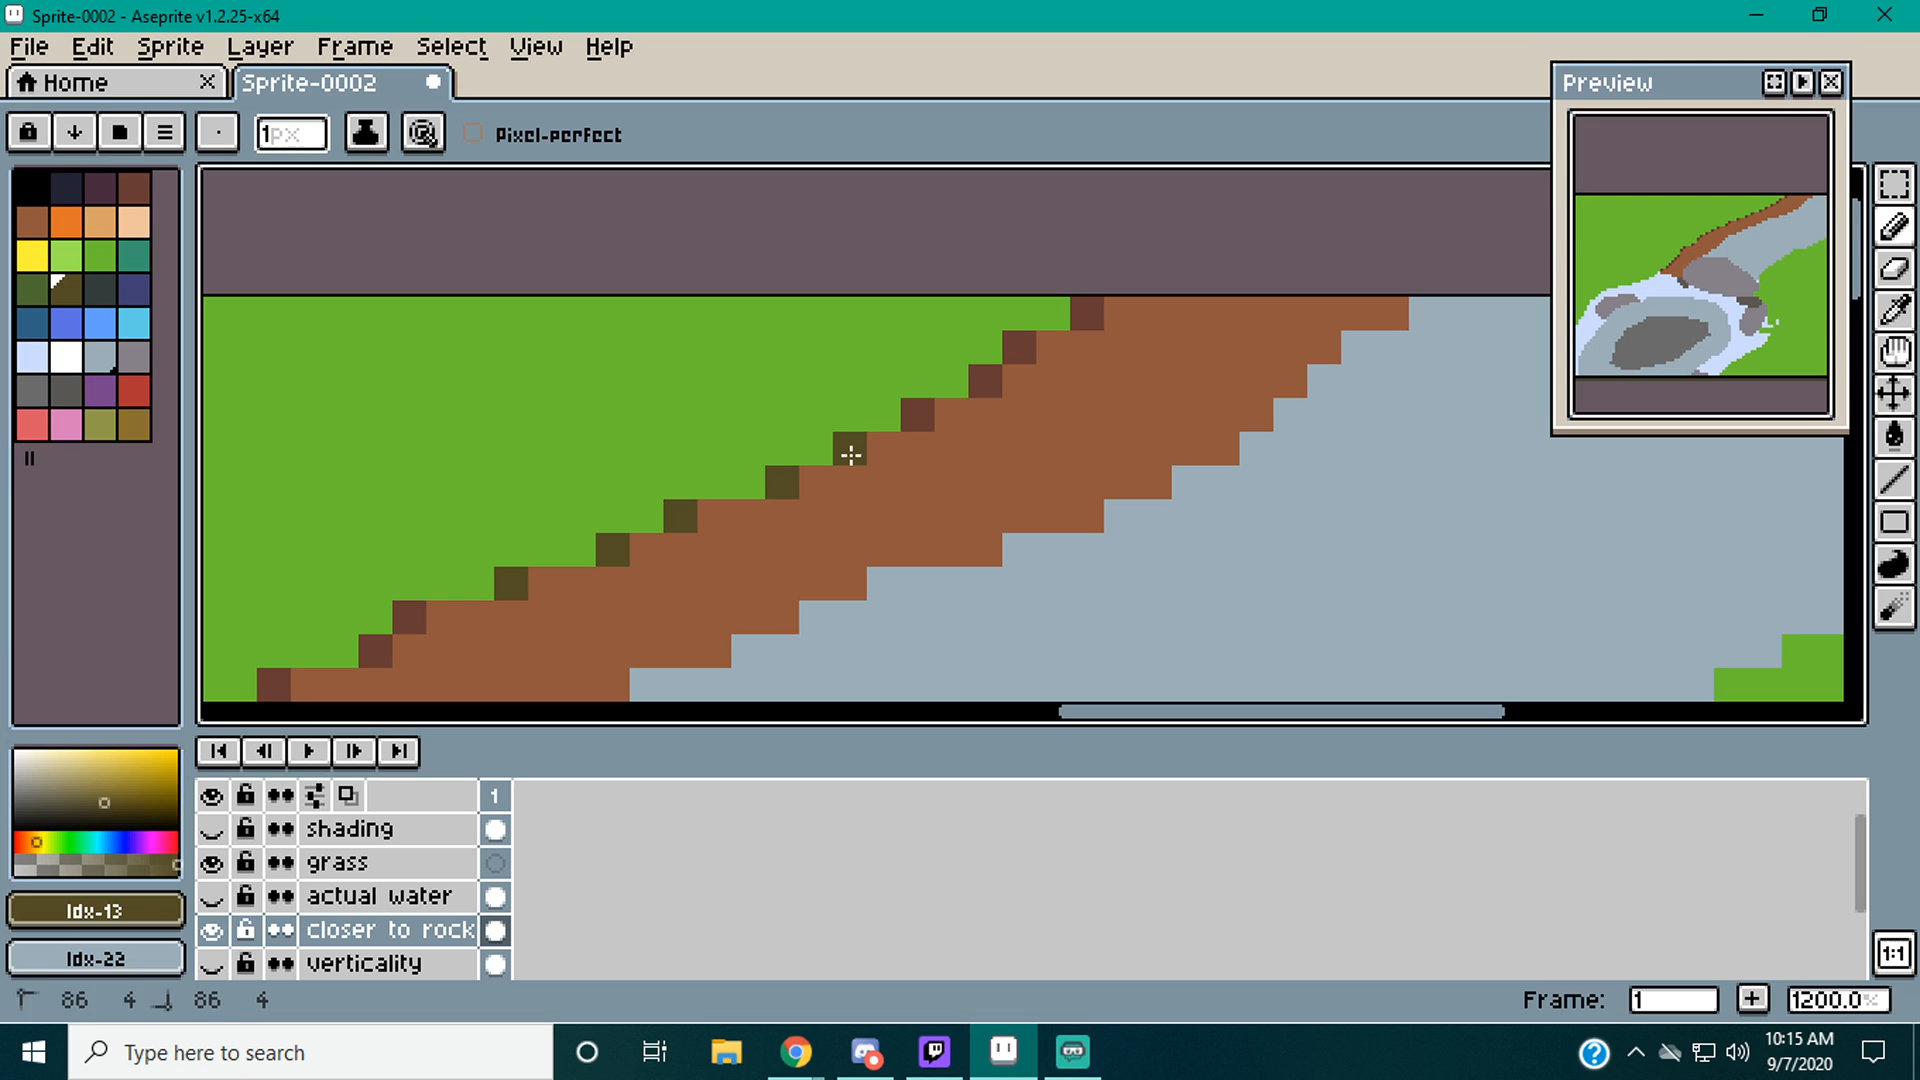 Sprite-0002 - Aseprite v1.2.25-x64
File Edit Sprite Layer Frame Select View Help
Home
Sprite-0002
Preview
1px
Pixel-perfect
1
shading
grass
actual water
closer to rock
verticality
Idx-13
Idx-22
1:1
86 4 86 4
Frame: 1
1200.0%
Type here to search
10:15 AM
9/7/2020